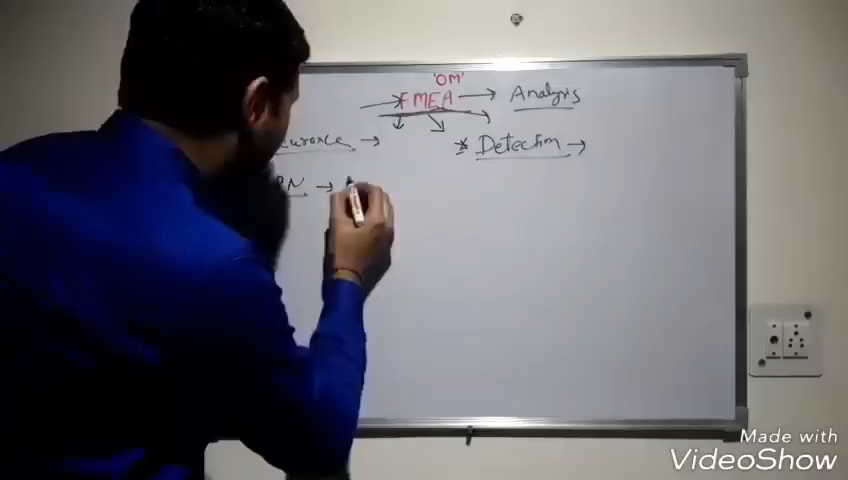 'OM'
→ FMEA → Analysis
→ * Detection →
→
Made with
VideoShow